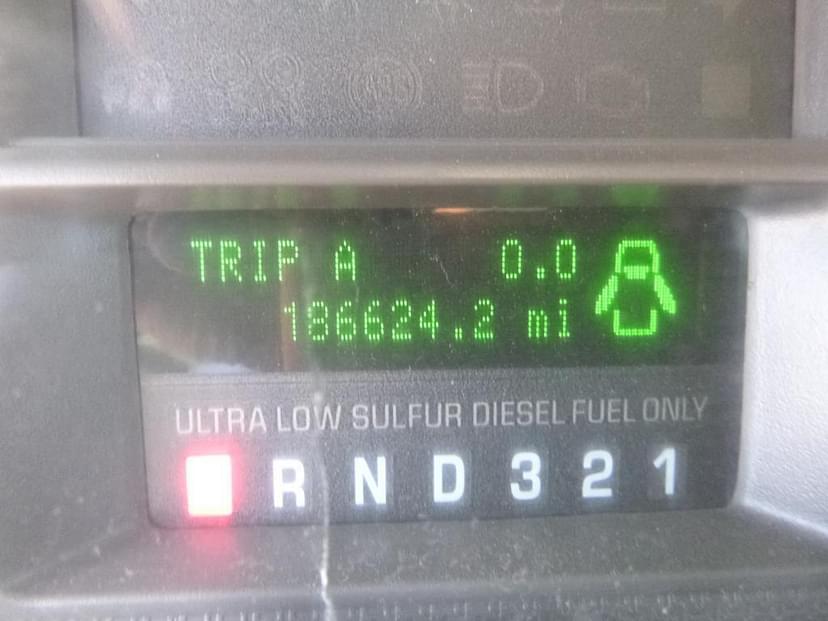 TRIP A 0.0
186624.2 mi
ULTRA LOW SULFUR DIESEL FUEL ONLY
R N D 3 2 1